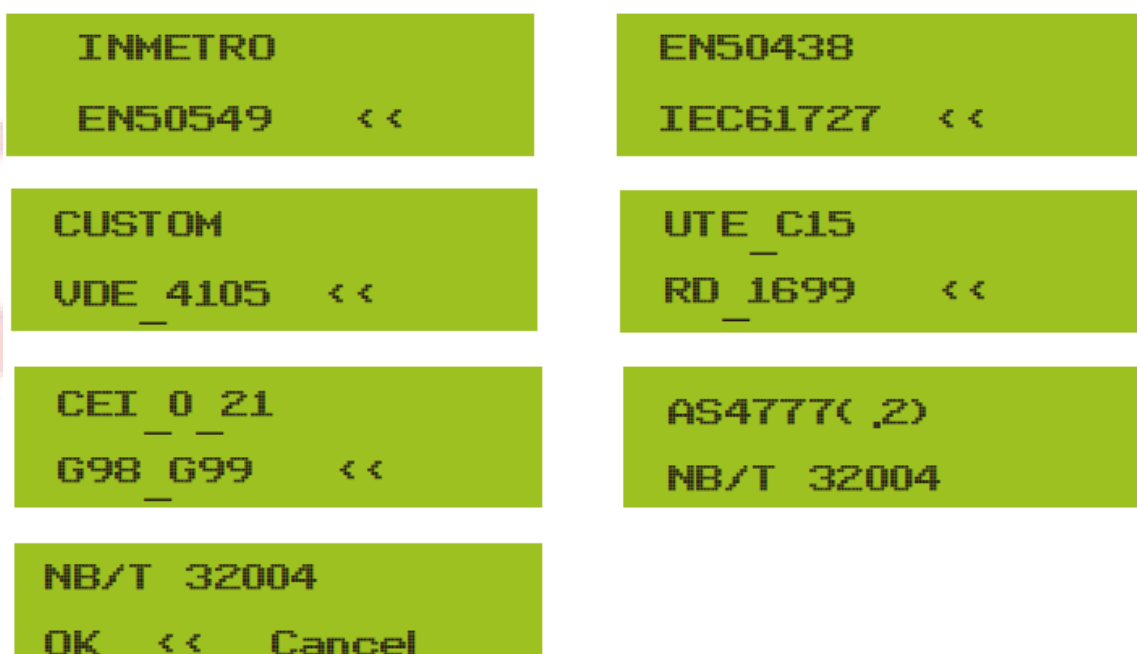 INMETRO
EN50549 <<
EN50438
IEC61727 <<
CUSTOM
VDE_4105 <<
UTE_C15
RD_1699 <<
CEI_0_21
G98_G99 <<
AS4777(.2)
NB/T 32004
NB/T 32004
OK << Cancel